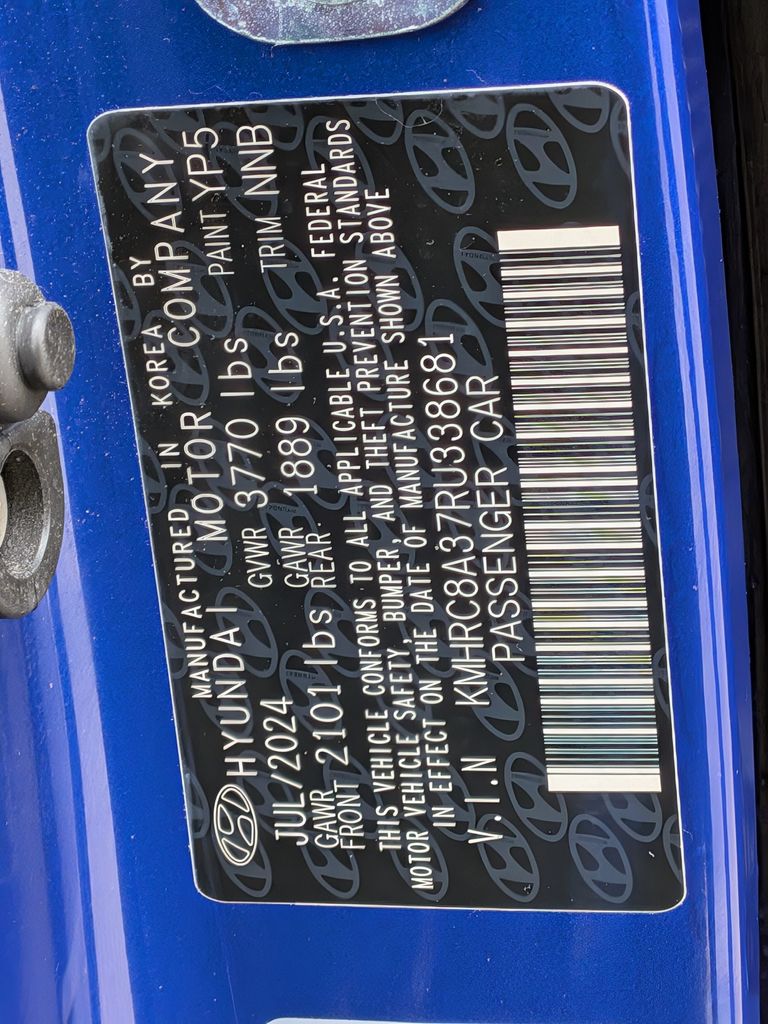 MANUFACTURED IN KOREA BY
HYUNDAI MOTOR COMPANY
JUL/2024 GVWR 3770 lbs PAINT YP5
GAWR FRONT 2101 lbs GAWR REAR 1889 lbs TRIM NNB
THIS VEHICLE CONFORMS TO ALL APPLICABLE U.S.A. FEDERAL
MOTOR VEHICLE SAFETY, BUMPER, AND THEFT PREVENTION STANDARDS
IN EFFECT ON THE DATE OF MANUFACTURE SHOWN ABOVE
V.I.N KMHRC8A37RU338681
PASSENGER CAR